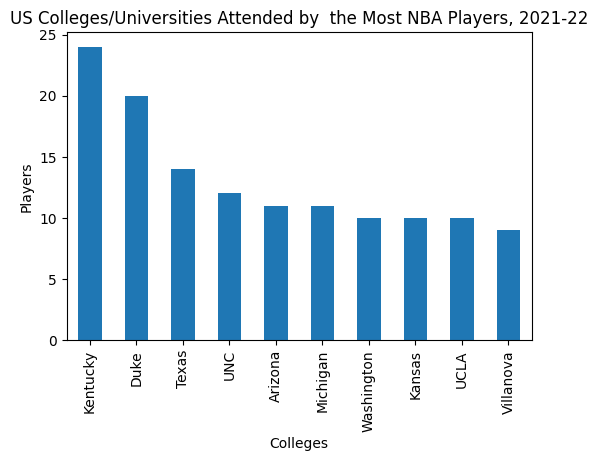 US Colleges/Universities Attended by  the Most NBA Players, 2021-22
25
20
15
10
5
0
Players
Kentucky
Duke
Texas
UNC
Arizona
Michigan
Washington
Kansas
UCLA
Villanova
Colleges